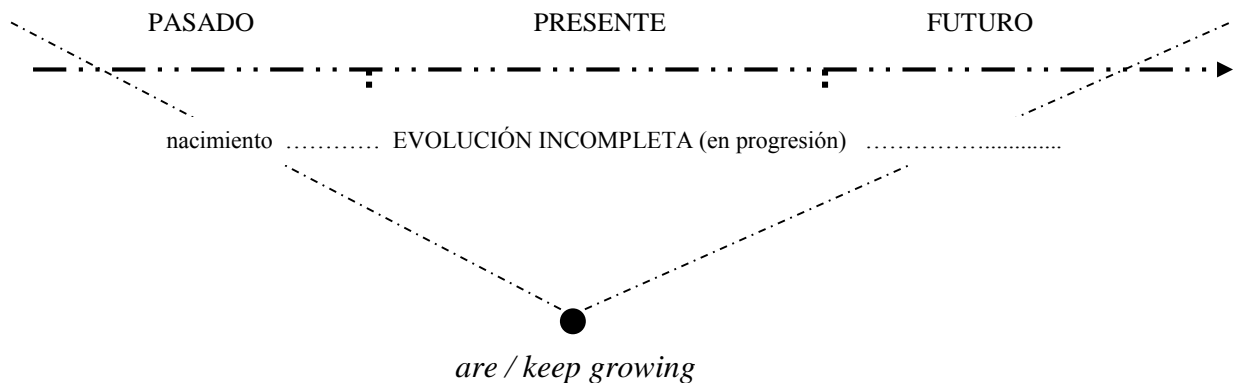 PASADO PRESENTE FUTURO
nacimiento ………… EVOLUCIÓN INCOMPLETA (en progresión) …………….............
are / keep growing